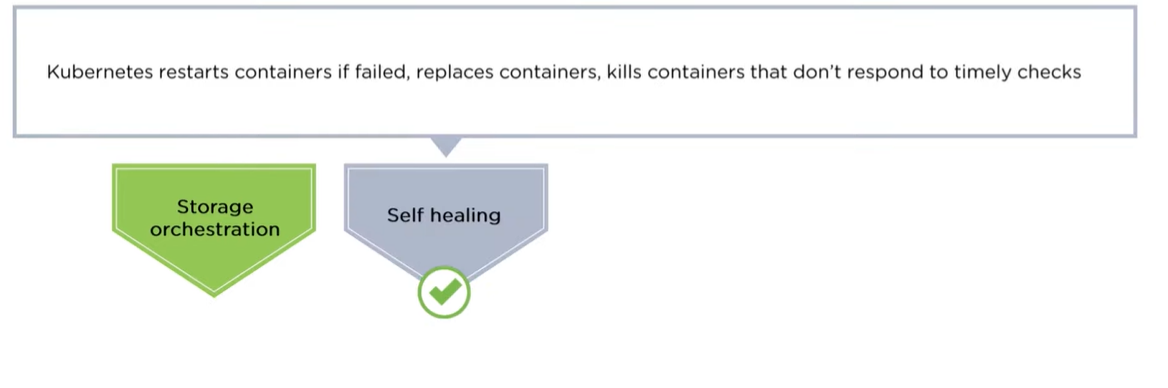 Kubernetes restarts containers if failed, replaces containers, kills containers that don’t respond to timely checks
Storage
orchestration
Self healing